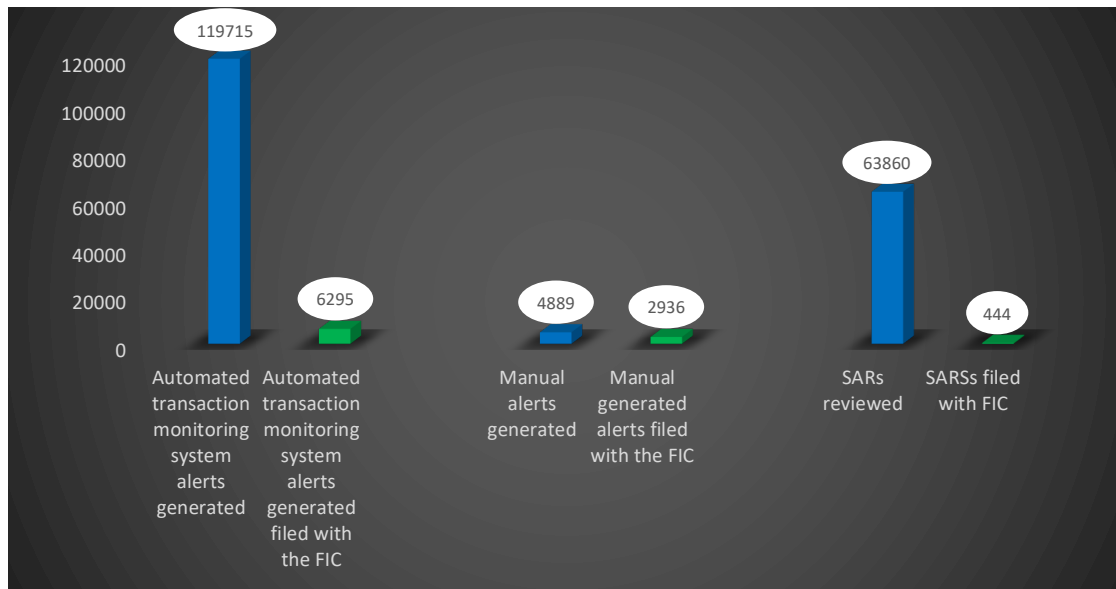 119715
120000
100000
80000
60000
40000
20000
0
6295
4889
2936
63860
444
Automated
transaction
monitoring
system
alerts
generated
Automated
transaction
monitoring
system
alerts
generated
filed with
the FIC
Manual
alerts
generated
Manual
generated
alerts filed
with the FIC
SARs
reviewed
SARSs filed
with FIC